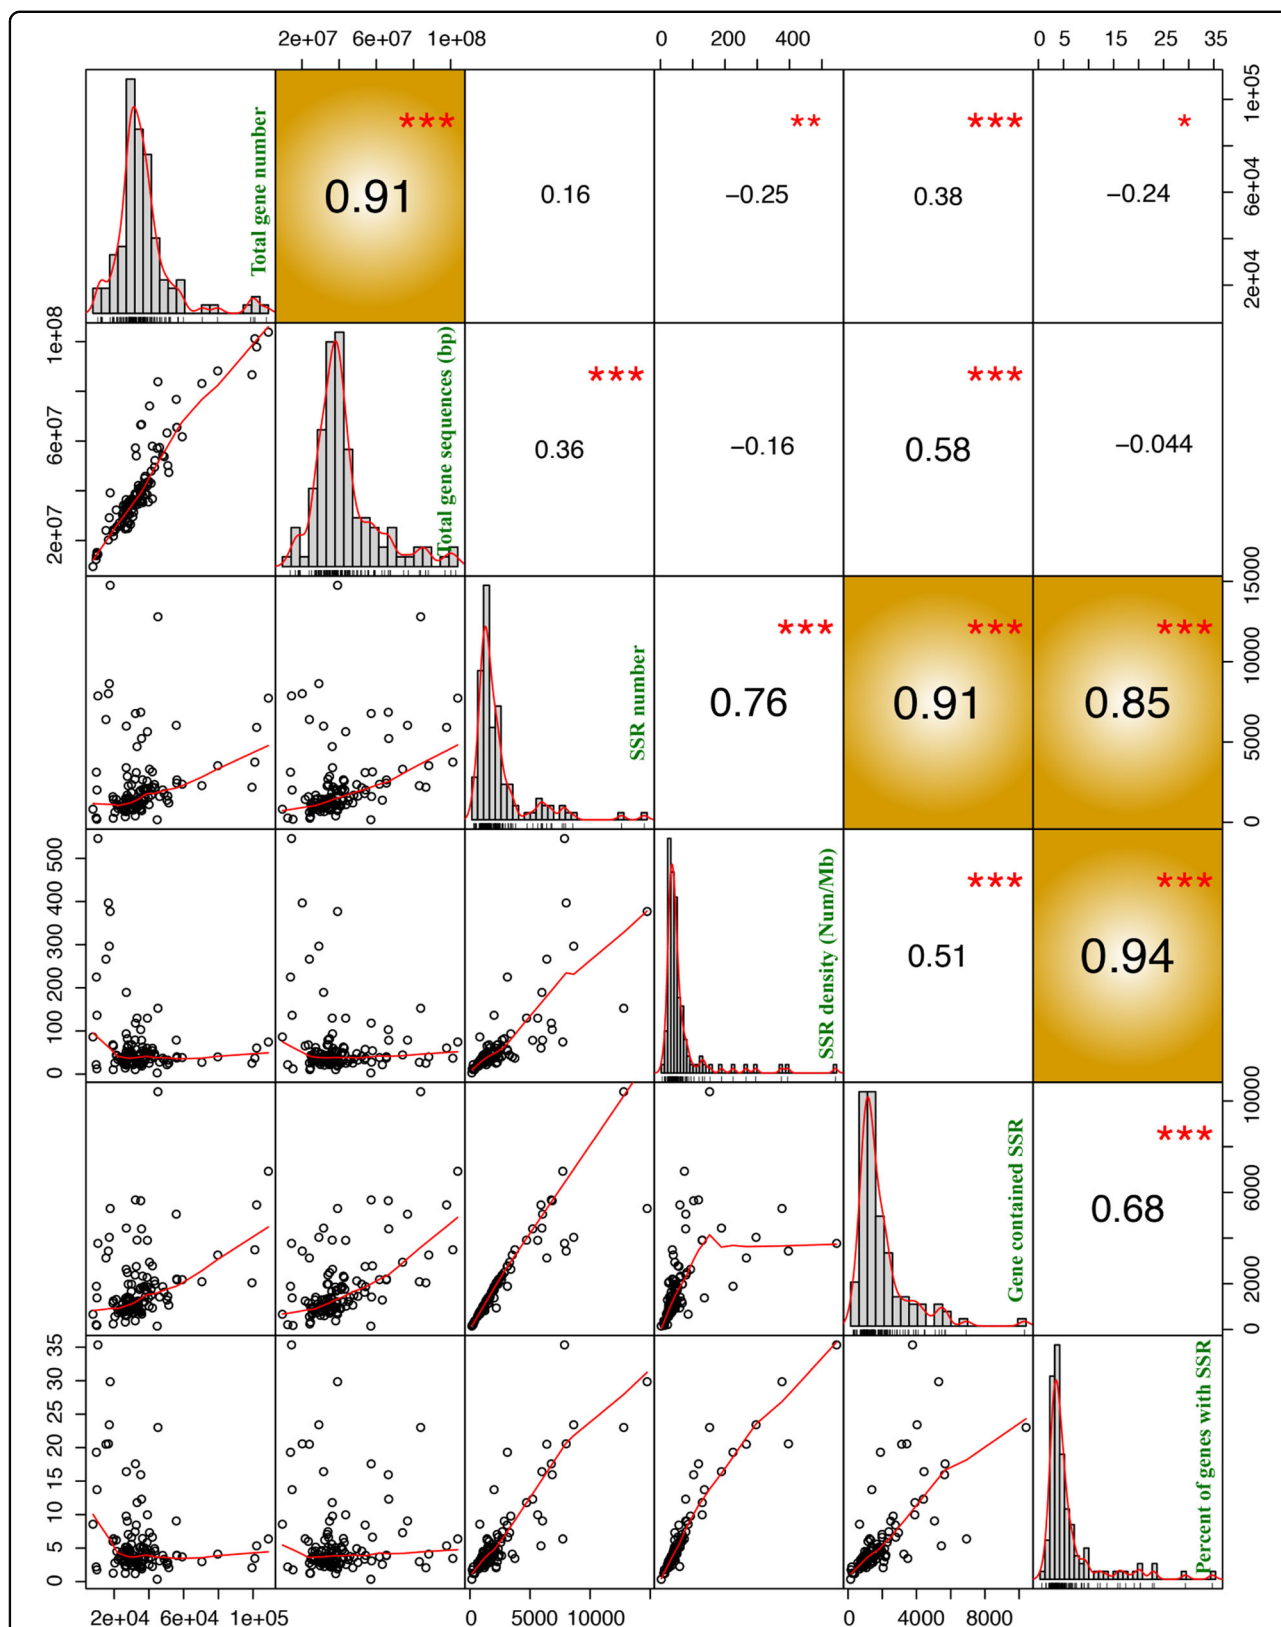 2e+07 6e+07 1e+08 0 200 400 0 5 15 25 35
Total gene number
***
0.91
0.16
**
−0.25
***
0.38
*
−0.24
2e+04 6e+04 1e+05
2e+07 6e+07 1e+08
Total gene sequences (bp)
***
0.36
−0.16
***
0.58
−0.044
SSR number
***
0.76
***
0.91
***
0.85
0 5000 10000 15000
0 100 200 300 400 500
SSR density (Num/Mb)
***
0.51
***
0.94
Gene contained SSR
***
0.68
0 2000 6000 10000
0 5 10 15 20 25 30 35
Percent of genes with SSR
2e+04 6e+04 1e+05 0 5000 10000 0 4000 8000